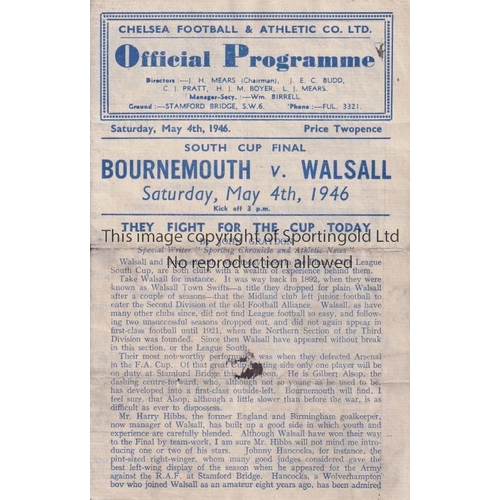 CHELSEA FOOTBALL & ATHLETIC CO. LTD.
Official Programme
Directors:—J. H. MEARS (Chairman), J. E. C. BUDD,
C. J. PRATT, H. J. M. BOYER, L. J. MEARS.
Manager-Secy.:—Wm. BIRRELL.
Ground:—STAMFORD BRIDGE, S.W.6. 'Phone:—FUL. 3321.
Saturday, May 4th, 1946. Price Twopence
SOUTH CUP FINAL
BOURNEMOUTH v. WALSALL
Saturday, May 4th, 1946
Kick off 3 p.m.
THEY FIGHT FOR THE CUP TODAY
This image copyright of Sportingold Ltd
By JOHN GRAYDON
Special Writer "Sporting Chronicle and Athletic News"
No reproduction allowed
Walsall and League
South Cup, are both clubs with a wealth of experience behind them.
Take Walsall for instance. It was way back in 1892, when they
were known as Walsall Town Swifts—a title they dropped for plain Walsall
after a couple of seasons—that the Midland club left junior football to
enter the Second Division of the old Football Alliance. Walsall, as have
many other clubs since, did not find League football so easy, and follow-
ing two unsuccessful seasons dropped out, and did not again appear in
first-class football until 1921, when the Northern Section of the Third
Division was founded. Since then Walsall have appeared without break
in this section, or the League South.
Their most noteworthy performance was when they defeated Arsenal
in the F.A. Cup. Of that great Cup fighting side only one player will be
on duty at Stamford Bridge this afternoon. He is Gilbert Alsop, the
dashing centre-forward, who, although not so young as he used to be,
has developed into a first-class outside-left. Bournemouth will find, I
feel sure, that Alsop, although a little slower than before the war, is as
difficult as ever to dispossess.
Mr. Harry Hibbs, the former England and Birmingham goalkeeper,
now manager of Walsall, has built up a good side in which youth and
experience are carefully blended. Although Walsall have won their way
to the Final by team-work, I am sure Mr. Hibbs will not mind me intro-
ducing one or two of his stars. Johnny Hancocks, for instance, the
pint-sized right-winger, whom many good judges considered gave the
best left-wing display of the season when he appeared for the Army
against the R.A.F. at Stamford Bridge. Hancocks, a Wolverhampton
boy who joined Walsall as an amateur eight years ago, has been admired